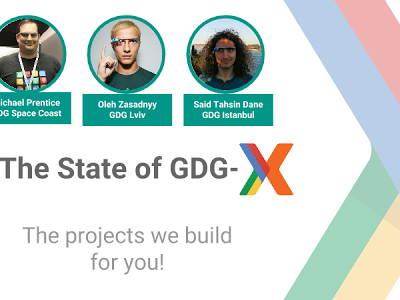 ichael Prentice
DG Space Coast
Oleh Zasadnyy
GDG Lviv
Said Tahsin Dane
GDG Istanbul
The State of GDG-X
The projects we build
for you!